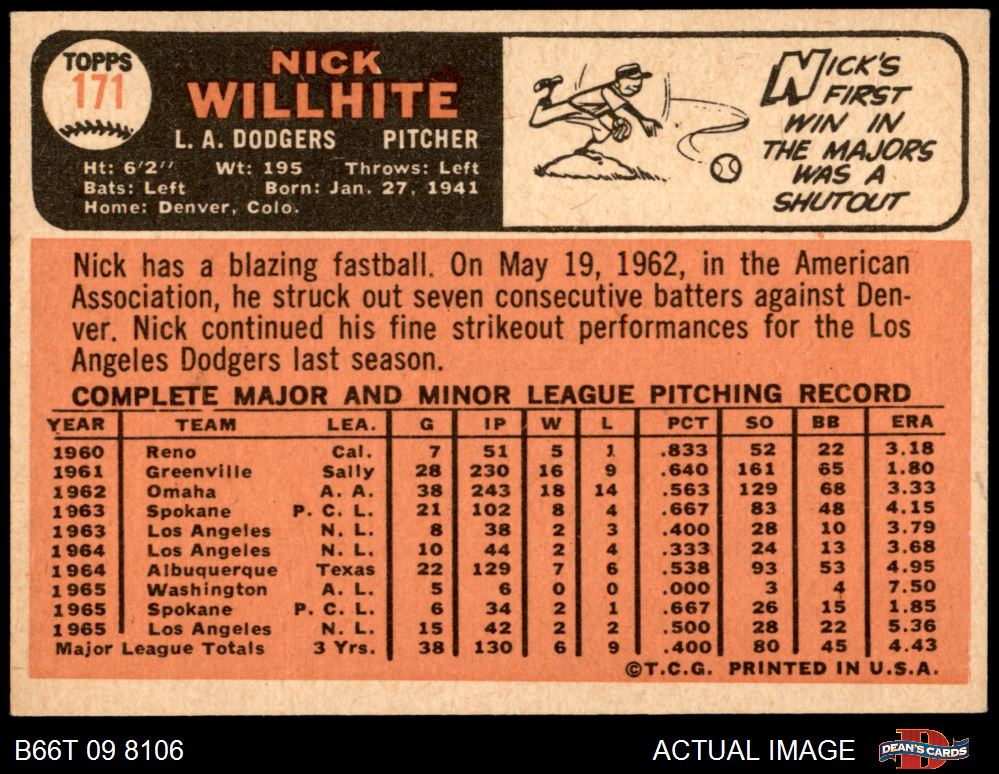 TOPPS
171
NICK
WILLHITE
L. A. DODGERS PITCHER
Ht: 6'2" Wt: 195 Throws: Left
Bats: Left Born: Jan. 27, 1941
Home: Denver, Colo.
NICK'S
FIRST
WIN IN
THE MAJORS
WAS A
SHUTOUT
Nick has a blazing fastball. On May 19, 1962, in the American
Association, he struck out seven consecutive batters against Den-
ver. Nick continued his fine strikeout performances for the Los
Angeles Dodgers last season.
COMPLETE MAJOR AND MINOR LEAGUE PITCHING RECORD
YEAR TEAM LEA. G IP W L PCT SO BB ERA
1960 Reno Cal. 7 51 5 1 .833 52 22 3.18
1961 Greenville Sally 28 230 16 9 .640 161 65 1.80
1962 Omaha A. A. 38 243 18 14 .563 129 68 3.33
1963 Spokane P. C. L. 21 102 8 4 .667 83 48 4.15
1963 Los Angeles N. L. 8 38 2 3 .400 28 10 3.79
1964 Los Angeles N. L. 10 44 2 4 .333 24 13 3.68
1964 Albuquerque Texas 22 129 7 6 .538 93 53 4.95
1965 Washington A. L. 5 6 0 0 .000 3 4 7.50
1965 Spokane P. C. L. 6 34 2 1 .667 26 15 1.85
1965 Los Angeles N. L. 15 42 2 2 .500 28 22 5.36
Major League Totals 3 Yrs. 38 130 6 9 .400 80 45 4.43
©T.C.G. PRINTED IN U.S.A.
B66T 09 8106 ACTUAL IMAGE DEAN'S CARDS